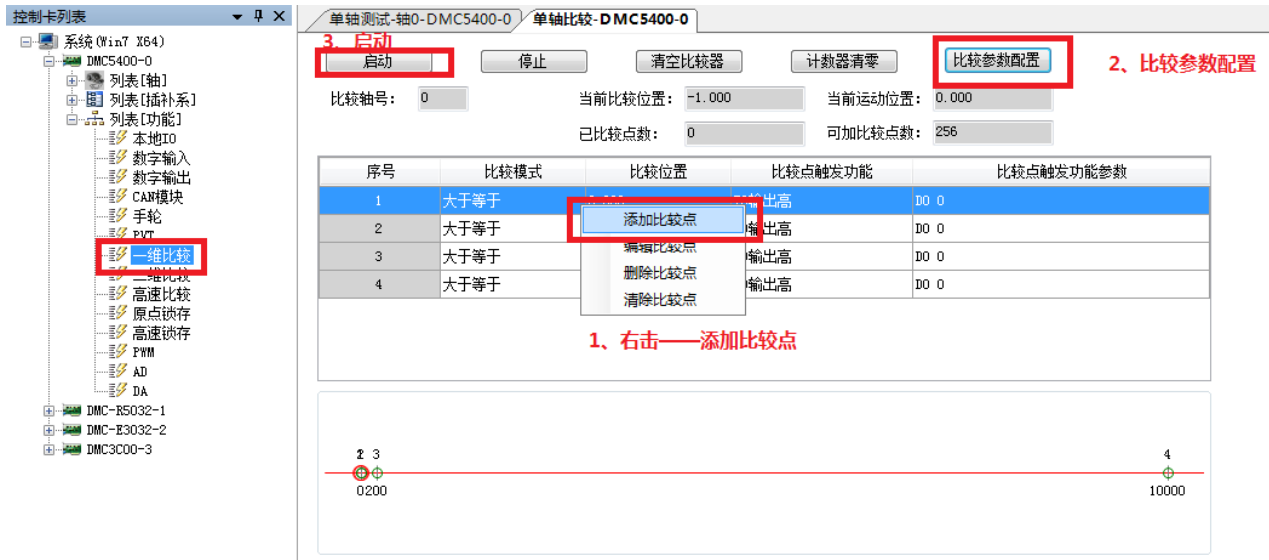 控制卡列表
系统(Win7 X64)
DMC5400-0
列表[轴]
列表[插补系]
列表[功能]
本地IO
数字输入
数字输出
CAN模块
手轮
PVT
一维比较
二维比较
高速比较
原点锁存
高速锁存
PWM
AD
DA
DMC-R5032-1
DMC-E3032-2
DMC3C00-3
单轴测试-轴0-DMC5400-0 单轴比较-DMC5400-0
3、启动
启动 停止 清空比较器 计数器清零 比较参数配置
2、比较参数配置
比较轴号: 0 当前比较位置: -1.000 当前运动位置: 0.000
已比较点数: 0 可加比较点数: 256
序号 比较模式 比较位置 比较点触发功能 比较点触发功能参数
1 大于等于 输出高 DO 0
2 大于等于 输出高 DO 0
3 大于等于 输出高 DO 0
4 大于等于 输出高 DO 0
添加比较点
编辑比较点
删除比较点
清除比较点
1、右击——添加比较点
3 4
0200 10000